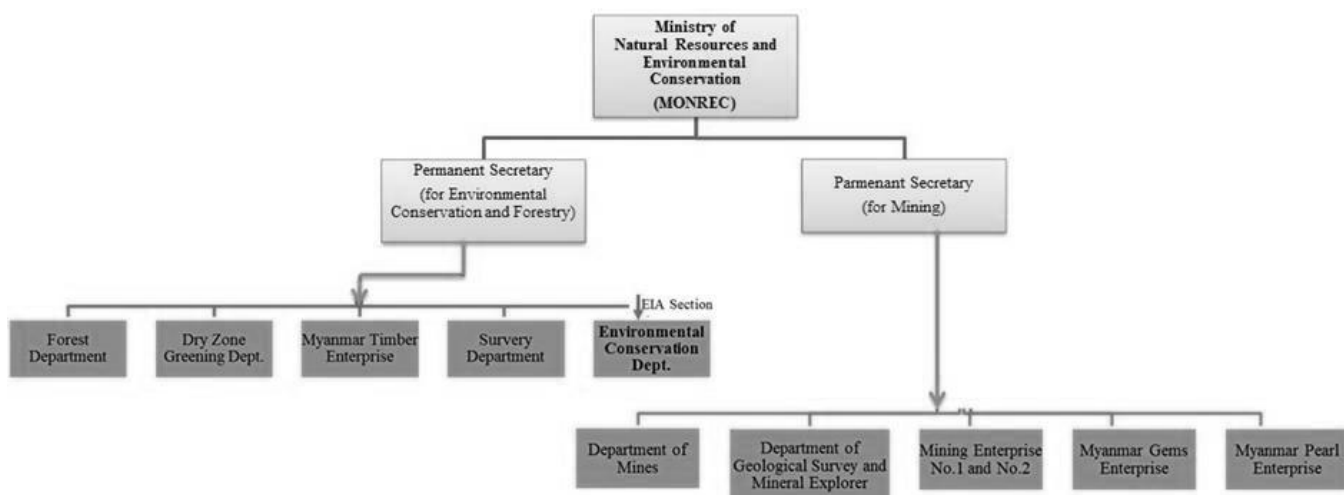 Ministry of
Natural Resources and
Environmental
Conservation
(MONREC)
Permanent Secretary
(for Environmental
Conservation and Forestry)
Parmenant Secretary
(for Mining)
EIA Section
Forest
Department
Dry Zone
Greening Dept.
Myanmar Timber
Enterprise
Survery
Department
Environmental
Conservation
Dept.
Department of
Mines
Department of
Geological Survey and
Mineral Explorer
Mining Enterprise
No.1 and No.2
Myanmar Gems
Enterprise
Myanmar Pearl
Enterprise